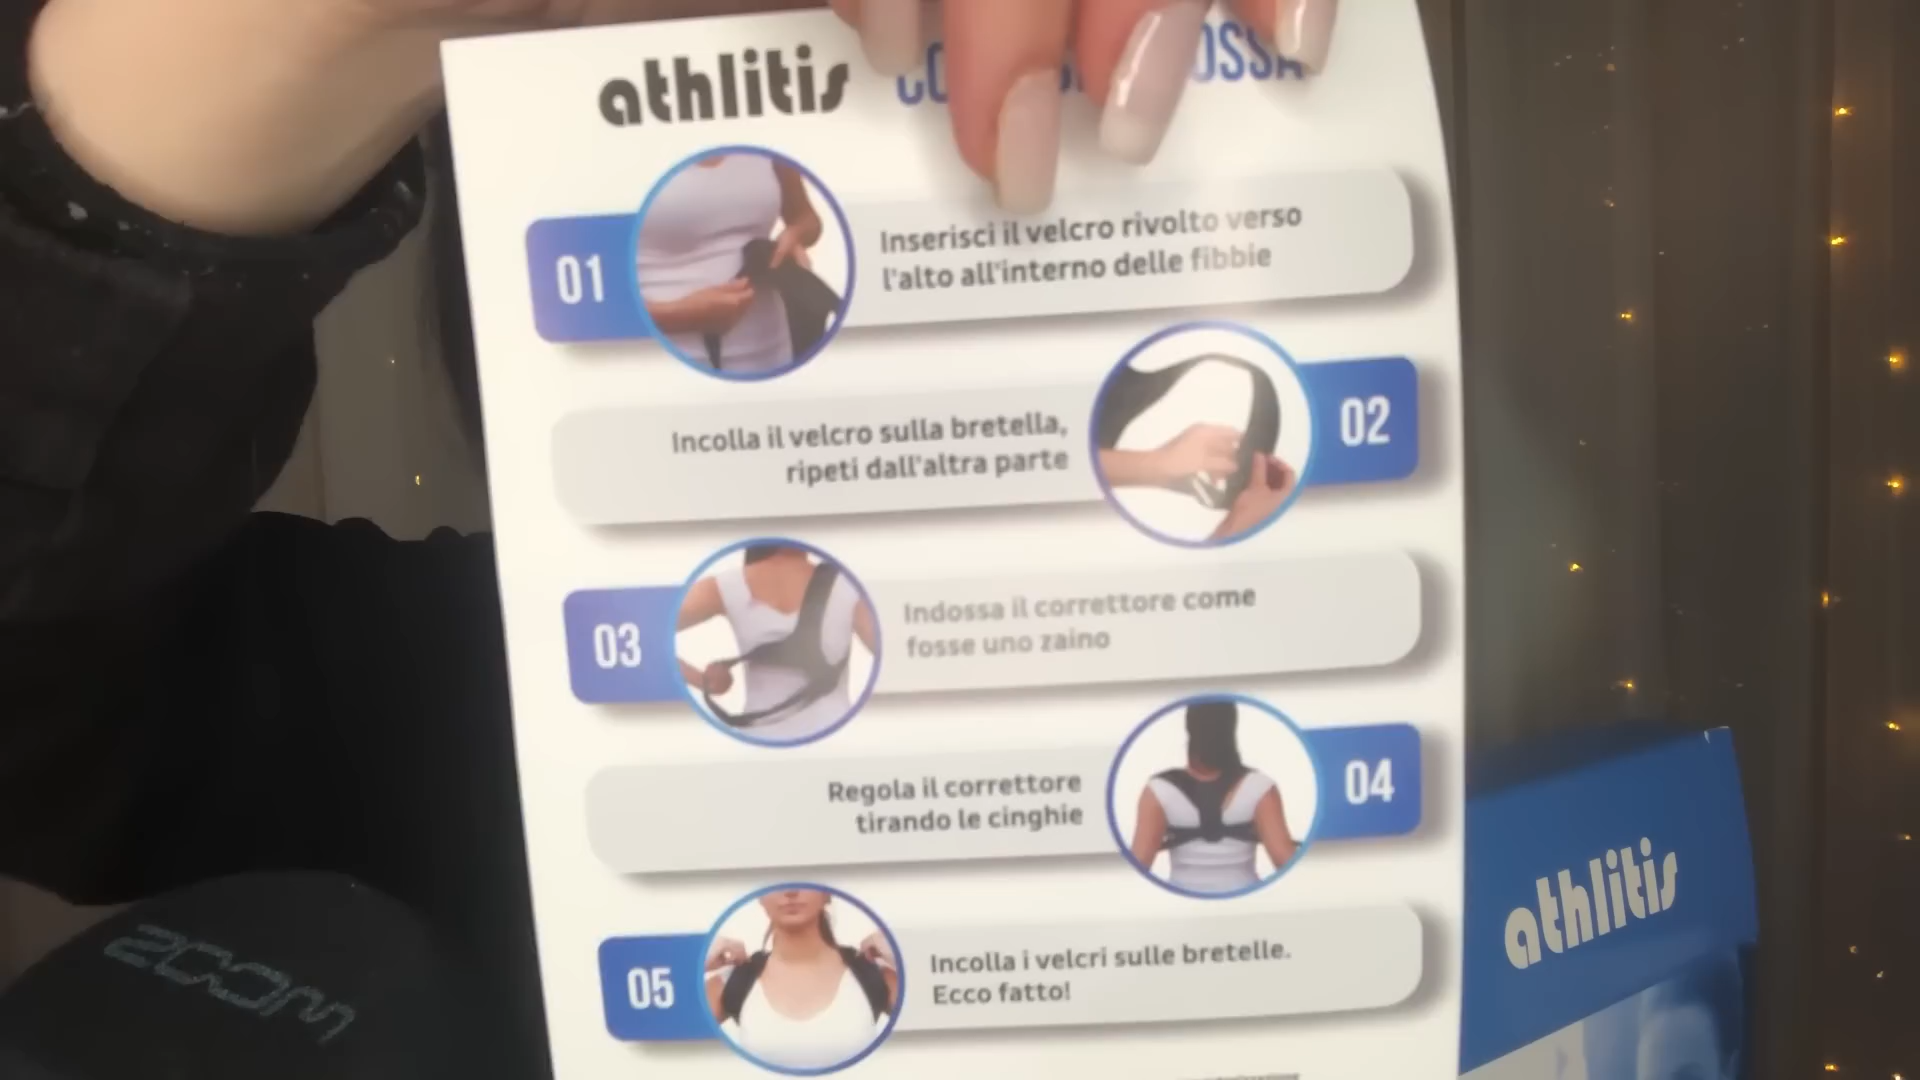 athlitis
01
Inserisci il velcro rivolto verso
l'alto all'interno delle fibbie
Incolla il velcro sulla bretella,
ripeti dall'altra parte
02
03
Indossa il correttore come
fosse uno zaino
Regola il correttore
tirando le cinghie
04
05
Incolla i velcri sulle bretelle.
Ecco fatto!
athlitis
ZOOM